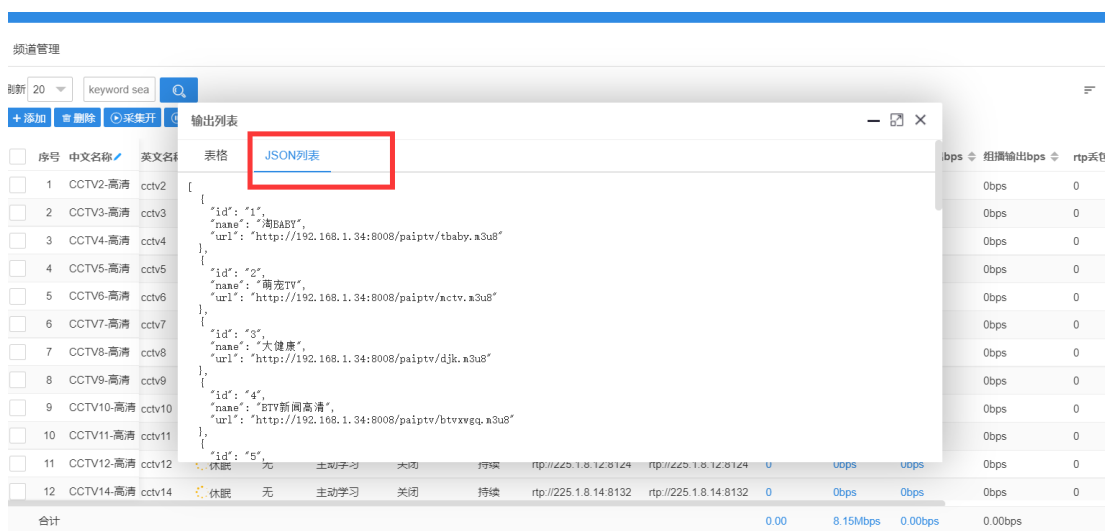 频道管理
刷新 20 keyword sea
+添加 删除 采集开
输出列表
表格 JSON列表
序号 中文名称 英文名称 bps 组播输出bps rtp丢包
[
{
"id": "1",
"name": "淘BABY",
"url": "http://192.168.1.34:8008/paiptv/tbaby.m3u8"
},
{
"id": "2",
"name": "萌宠TV",
"url": "http://192.168.1.34:8008/paiptv/mctv.m3u8"
},
{
"id": "3",
"name": "大健康",
"url": "http://192.168.1.34:8008/paiptv/djk.m3u8"
},
{
"id": "4",
"name": "BTV新闻高清",
"url": "http://192.168.1.34:8008/paiptv/btvxwgq.m3u8"
},
{
"id": "5",
1 CCTV2-高清 cctv2 0bps 0
2 CCTV3-高清 cctv3 0bps 0
3 CCTV4-高清 cctv4 0bps 0
4 CCTV5-高清 cctv5 0bps 0
5 CCTV6-高清 cctv6 0bps 0
6 CCTV7-高清 cctv7 0bps 0
7 CCTV8-高清 cctv8 0bps 0
8 CCTV9-高清 cctv9 0bps 0
9 CCTV10-高清 cctv10 0bps 0
10 CCTV11-高清 cctv11 0bps 0
11 CCTV12-高清 cctv12 休眠 无 主动学习 关闭 持续 rtp://225.1.8.12:8124 rtp://225.1.8.12:8124 0 0bps 0bps 0bps 0
12 CCTV14-高清 cctv14 休眠 无 主动学习 关闭 持续 rtp://225.1.8.14:8132 rtp://225.1.8.14:8132 0 0bps 0bps 0bps 0
合计 0.00 8.15Mbps 0.00bps 0.00bps